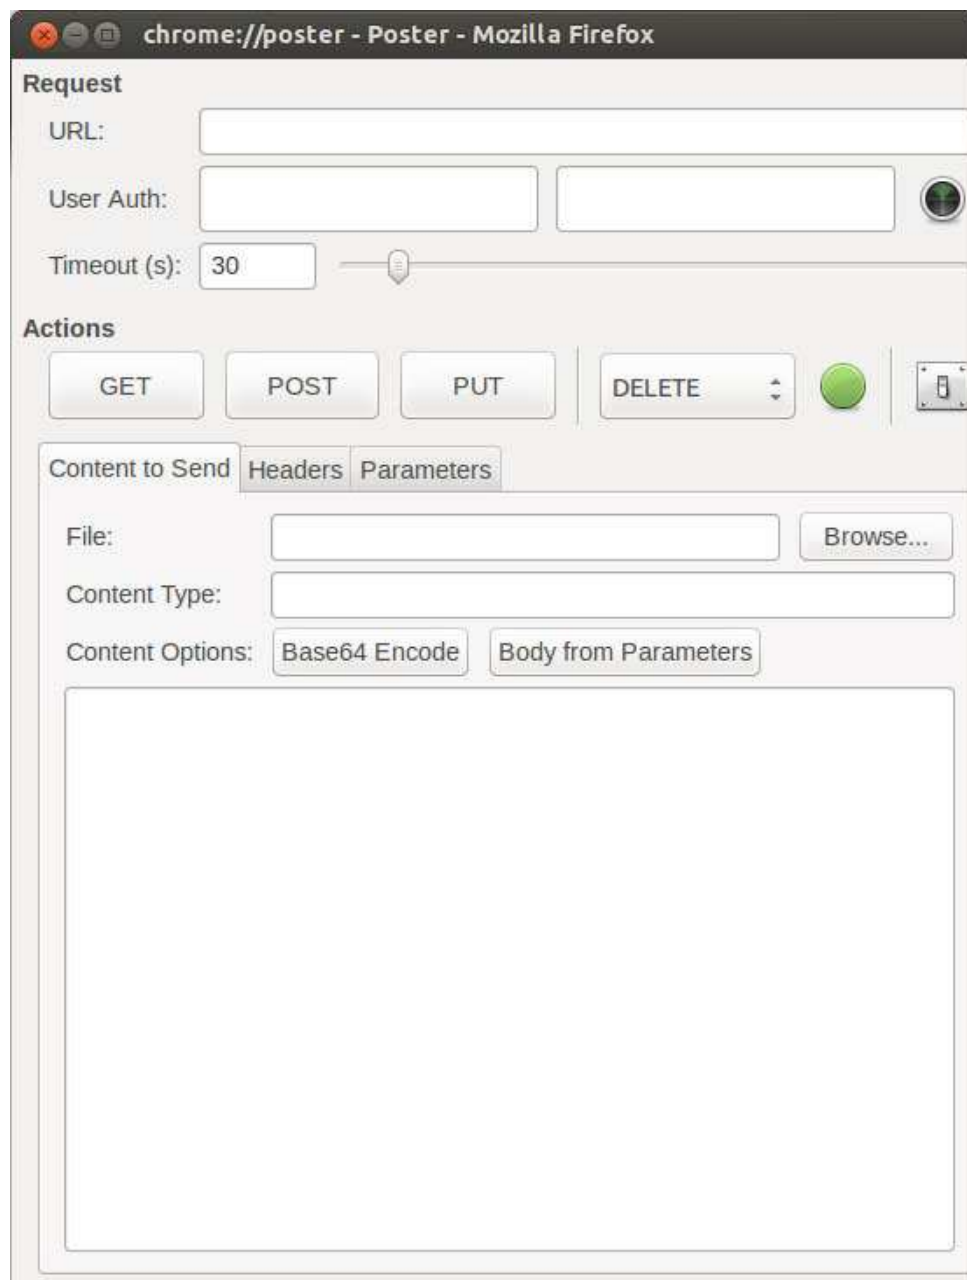 chrome://poster - Poster - Mozilla Firefox
Request
URL:
User Auth:
Timeout (s): 30
Actions
GET POST PUT DELETE
Content to Send Headers Parameters
File: Browse...
Content Type:
Content Options: Base64 Encode Body from Parameters